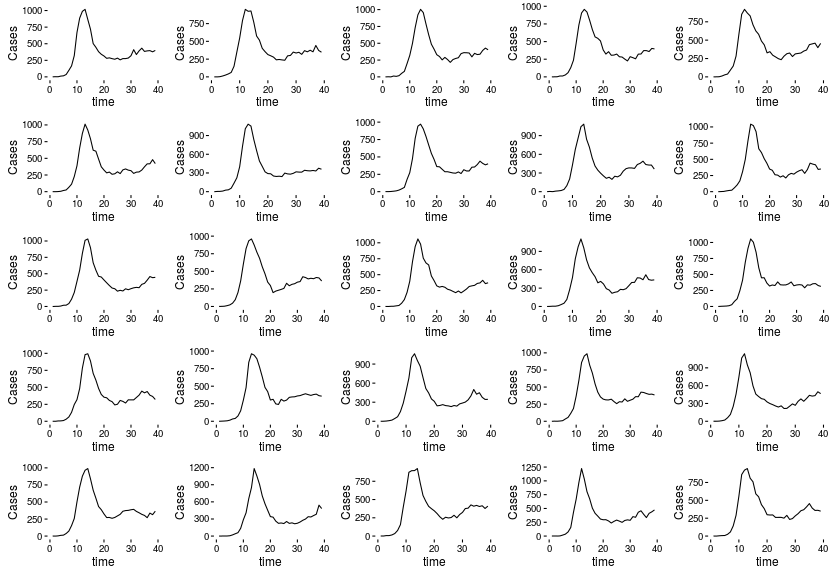 1000 1000 1000
1000 750 750 750 750
750 750 500 500 500
500 500 250 250 250
250 250 0 0 0
0 0
0 10 20 30 40 0 10 20 30 40 0 10 20 30 40 0 10 20 30 40 0 10 20 30 40
Cases Cases Cases Cases Cases
time time time time time
1000 900 1000 900 1000
750 600 750 600 750
500 300 500 300 500
250 0 250 0 250
0 0 0
0 10 20 30 40 0 10 20 30 40 0 10 20 30 40 0 10 20 30 40 0 10 20 30 40
Cases Cases Cases Cases Cases
time time time time time
1000 1000 1000 900 1000
750 750 750 600 750
500 500 500 300 500
250 250 250 0 250
0 0 0 0
0 10 20 30 40 0 10 20 30 40 0 10 20 30 40 0 10 20 30 40 0 10 20 30 40
Cases Cases Cases Cases Cases
time time time time time
1000 1000 900 1000 900
750 750 600 750 600
500 500 300 500 300
250 250 0 250 0
0 0 0
0 10 20 30 40 0 10 20 30 40 0 10 20 30 40 0 10 20 30 40 0 10 20 30 40
Cases Cases Cases Cases Cases
time time time time time
1000 1200 750 1250 750
750 900 500 1000 500
500 600 250 750 250
250 300 0 500 0
0 0 250
0
0 10 20 30 40 0 10 20 30 40 0 10 20 30 40 0 10 20 30 40 0 10 20 30 40
Cases Cases Cases Cases Cases
time time time time time